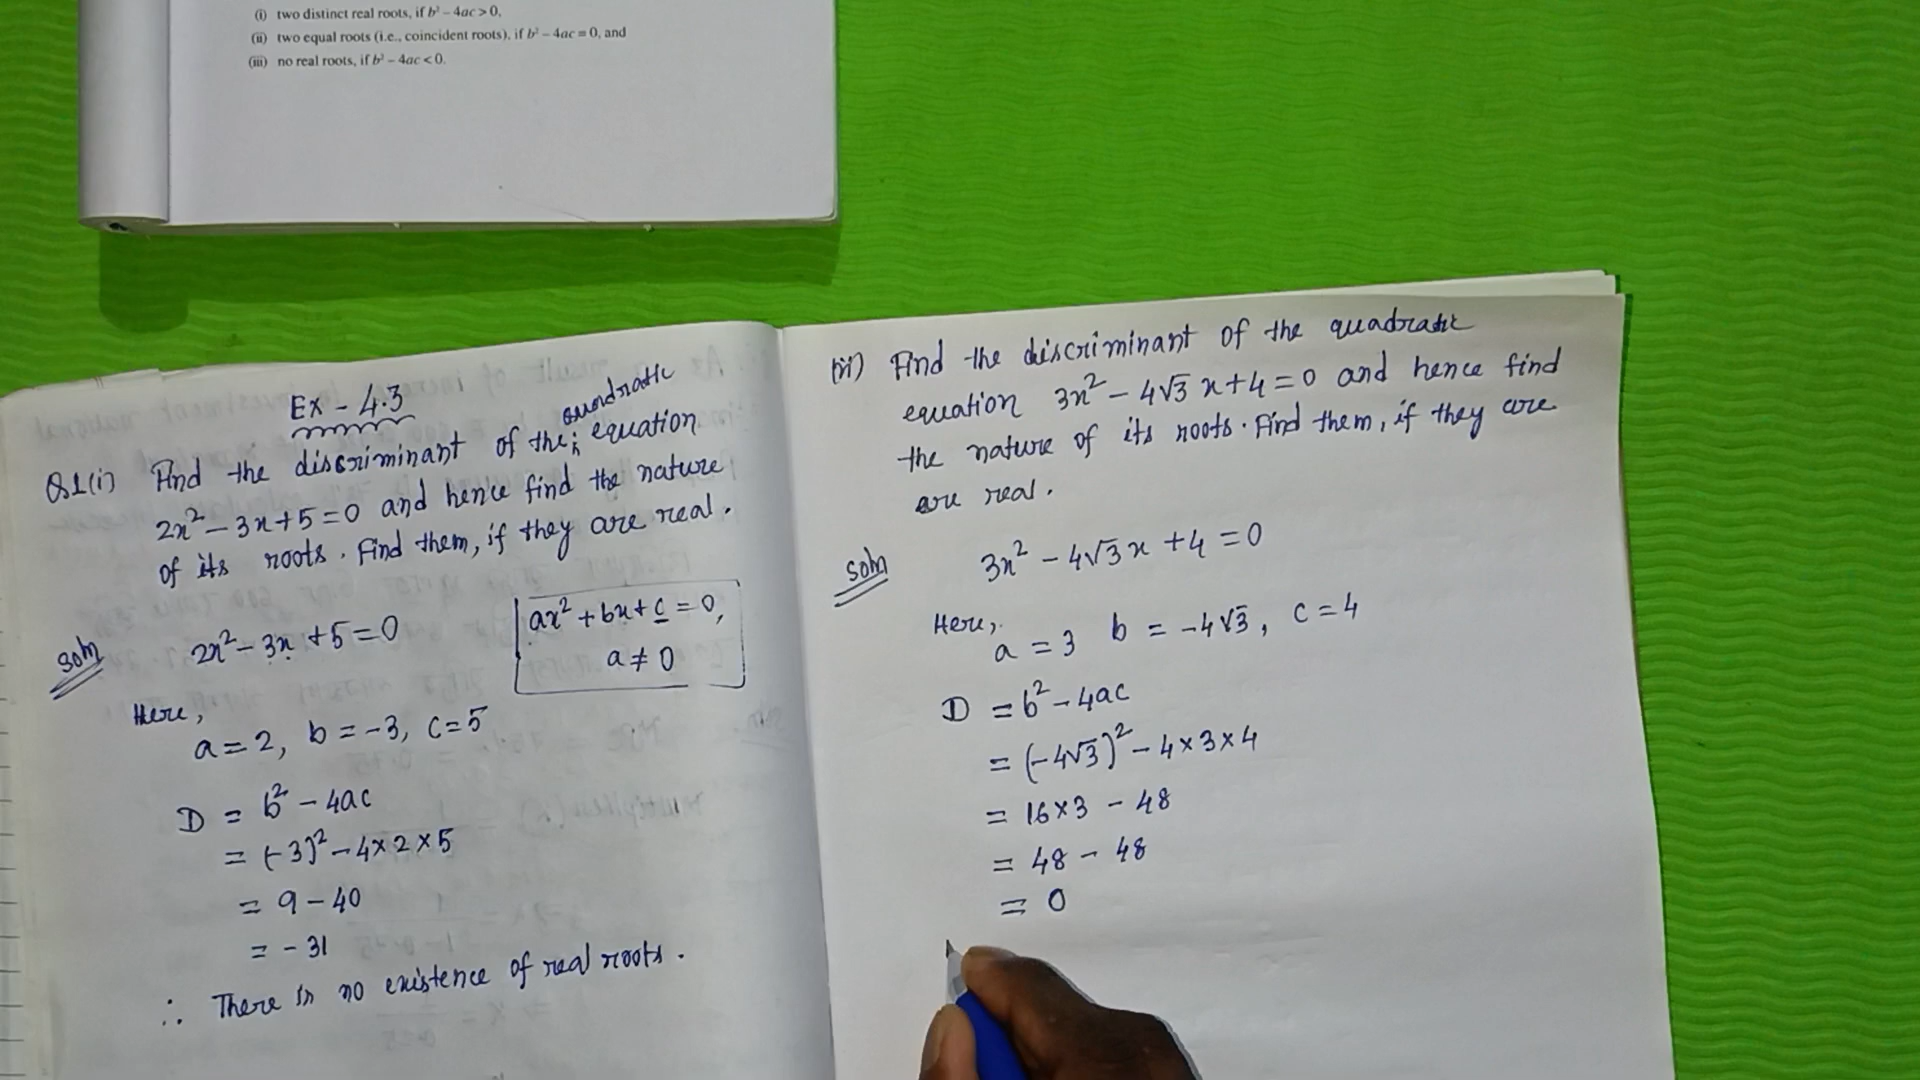 (i) two distinct real roots, if b² – 4ac > 0,
(ii) two equal roots (i.e., coincident roots), if b² – 4ac = 0, and
(iii) no real roots, if b² – 4ac < 0.
Ex - 4.3
quadratic
Q1(i) Find the discriminant of the equation
2x² - 3x + 5 = 0 and hence find the nature
of its roots. Find them, if they are real.
Soln 2x² - 3x + 5 = 0
ax² + bx + c = 0,
a ≠ 0
Here,
a = 2, b = -3, c = 5
D = b² - 4ac
= (-3)² - 4 × 2 × 5
= 9 - 40
= - 31
∴ There is no existence of real roots.
Find the discriminant of the quadratic
equation 3x² - 4√3 x + 4 = 0 and hence find
the nature of its roots. Find them, if they are
are real.
Soln 3x² - 4√3 x + 4 = 0
Here,
a = 3 b = -4√3, c = 4
D = b² - 4ac
= (-4√3)² - 4 × 3 × 4
= 16 × 3 - 48
= 48 - 48
= 0